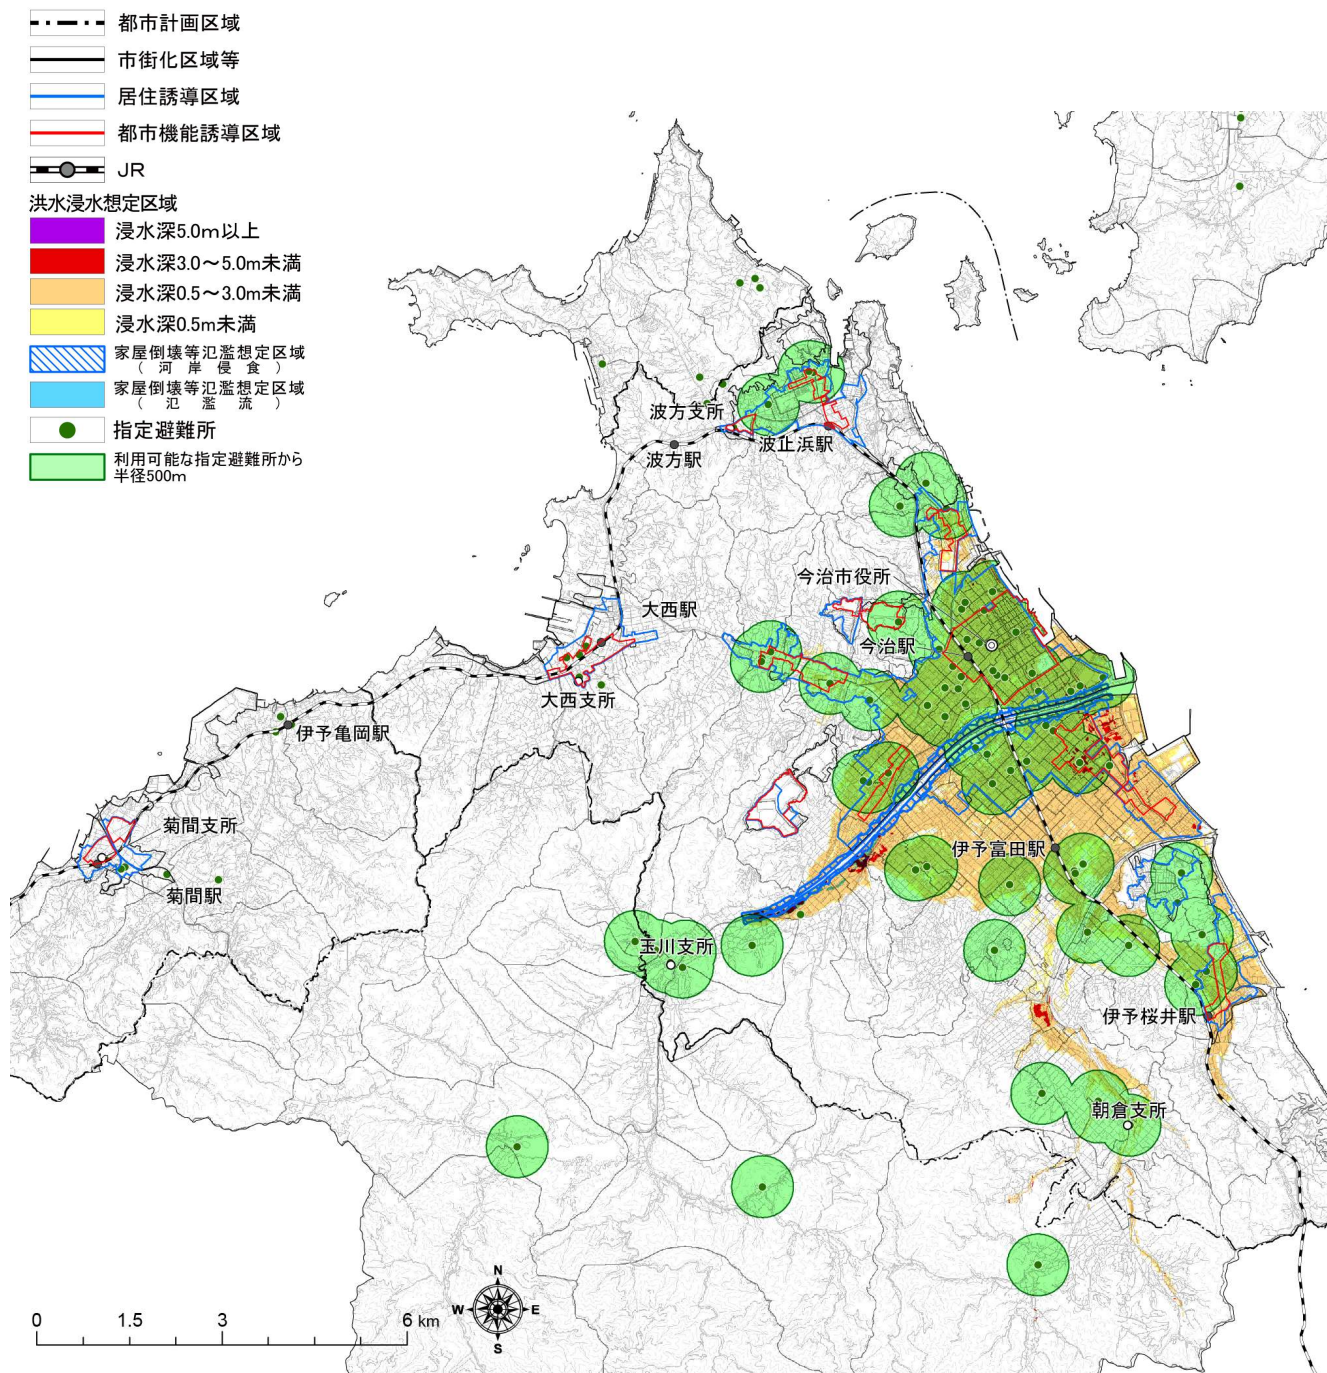 都市計画区域
市街化区域等
居住誘導区域
都市機能誘導区域
JR
洪水浸水想定区域
浸水深5.0m以上
浸水深3.0～5.0m未満
浸水深0.5～3.0m未満
浸水深0.5m未満
家屋倒壊等氾濫想定区域
（河岸侵食）
家屋倒壊等氾濫想定区域
（氾濫流）
指定避難所
利用可能な指定避難所から
半径500m
波方支所
波止浜駅
波方駅
今治市役所
大西駅
今治駅
大西支所
伊予亀岡駅
菊間支所
伊予富田駅
菊間駅
玉川支所
伊予桜井駅
朝倉支所
N
W
E
S
0
1.5
3
6 km